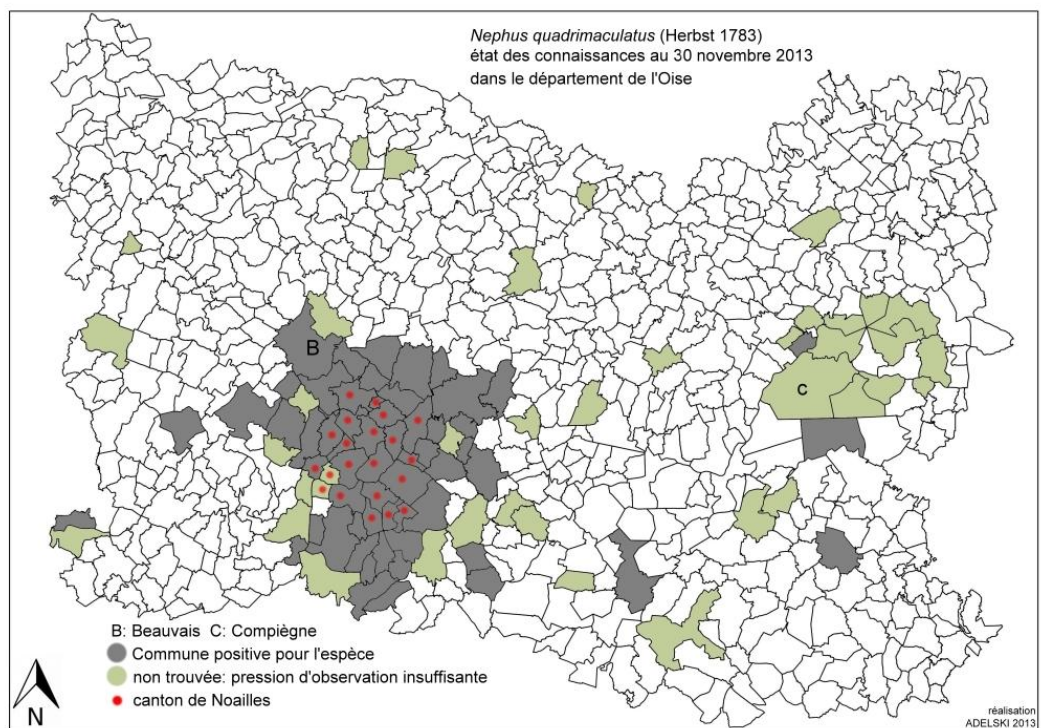 Nephus quadrimaculatus (Herbst 1783)
état des connaissances au 30 novembre 2013
dans le département de l'Oise
B
C
B: Beauvais C: Compiègne
Commune positive pour l'espèce
non trouvée: pression d'observation insuffisante
canton de Noailles
N
réalisation
ADELSKI 2013